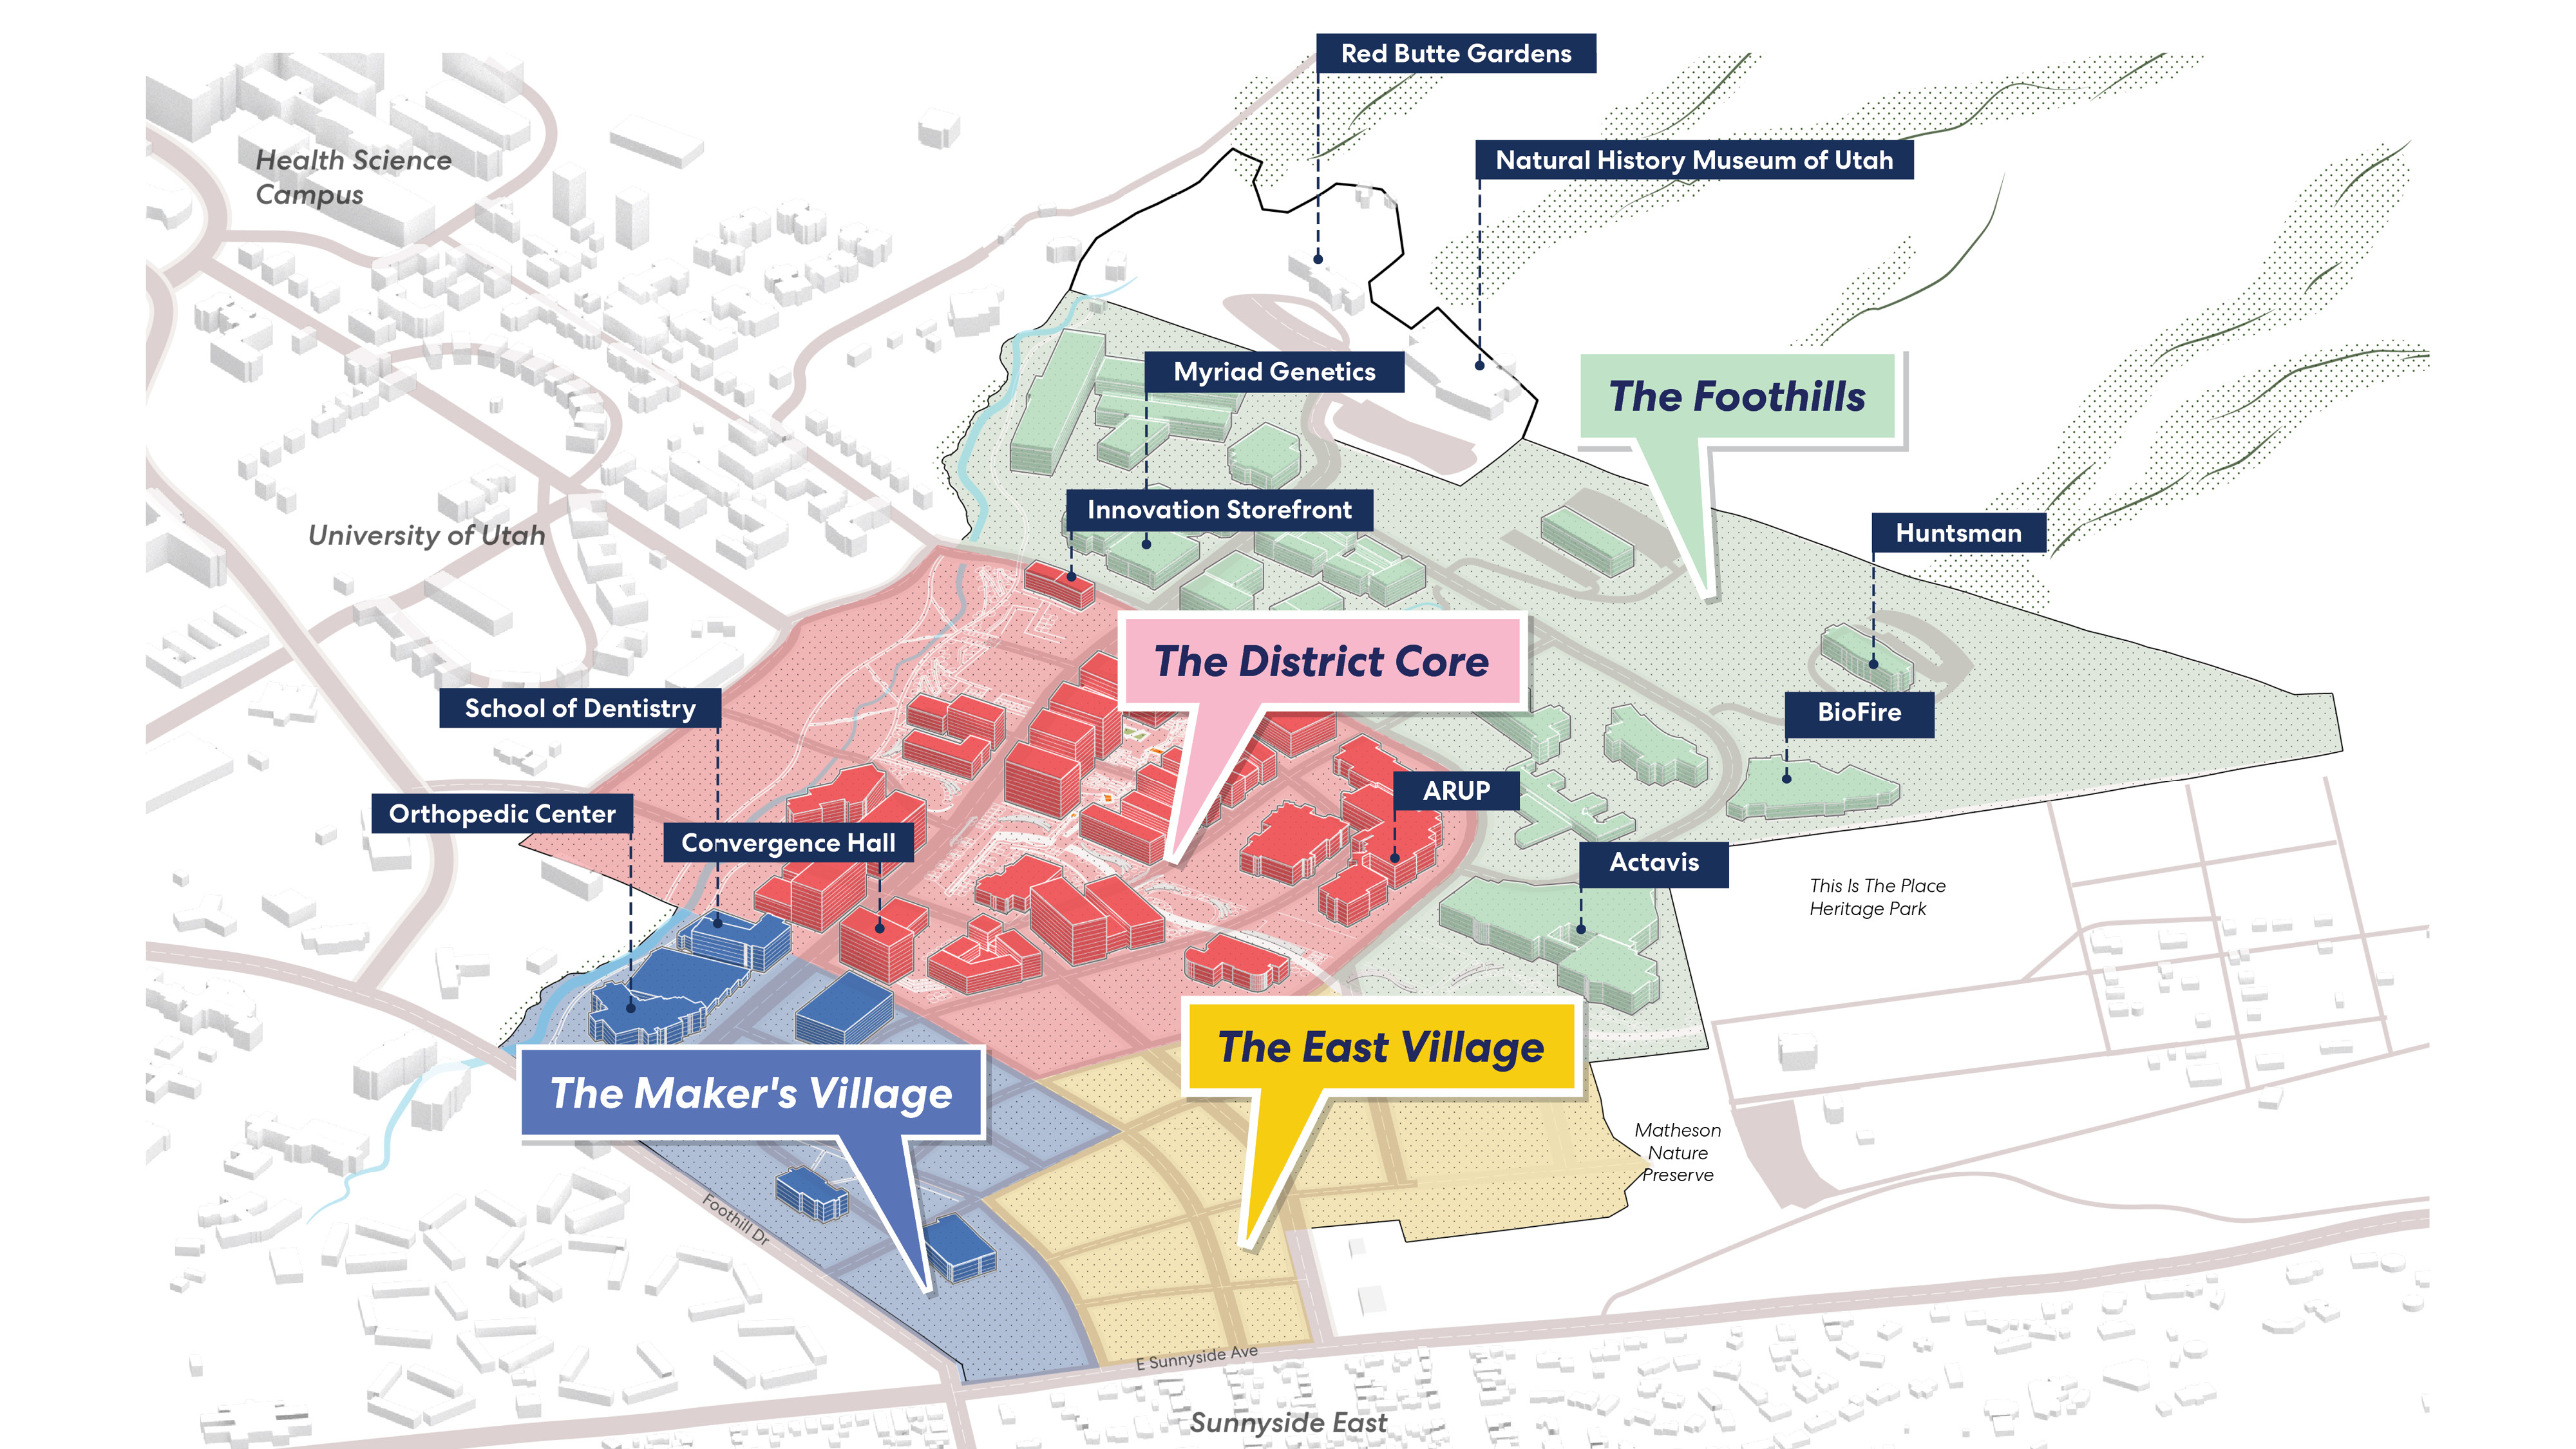 Red Butte Gardens
Health Science
Campus
Natural History Museum of Utah
Myriad Genetics
The Foothills
Innovation Storefront
University of Utah
Huntsman
The District Core
School of Dentistry
BioFire
ARUP
Orthopedic Center
Convergence Hall
Actavis
This Is The Place
Heritage Park
The East Village
The Maker's Village
Matheson
Nature
Preserve
Foothill Dr
E Sunnyside Ave
Sunnyside East